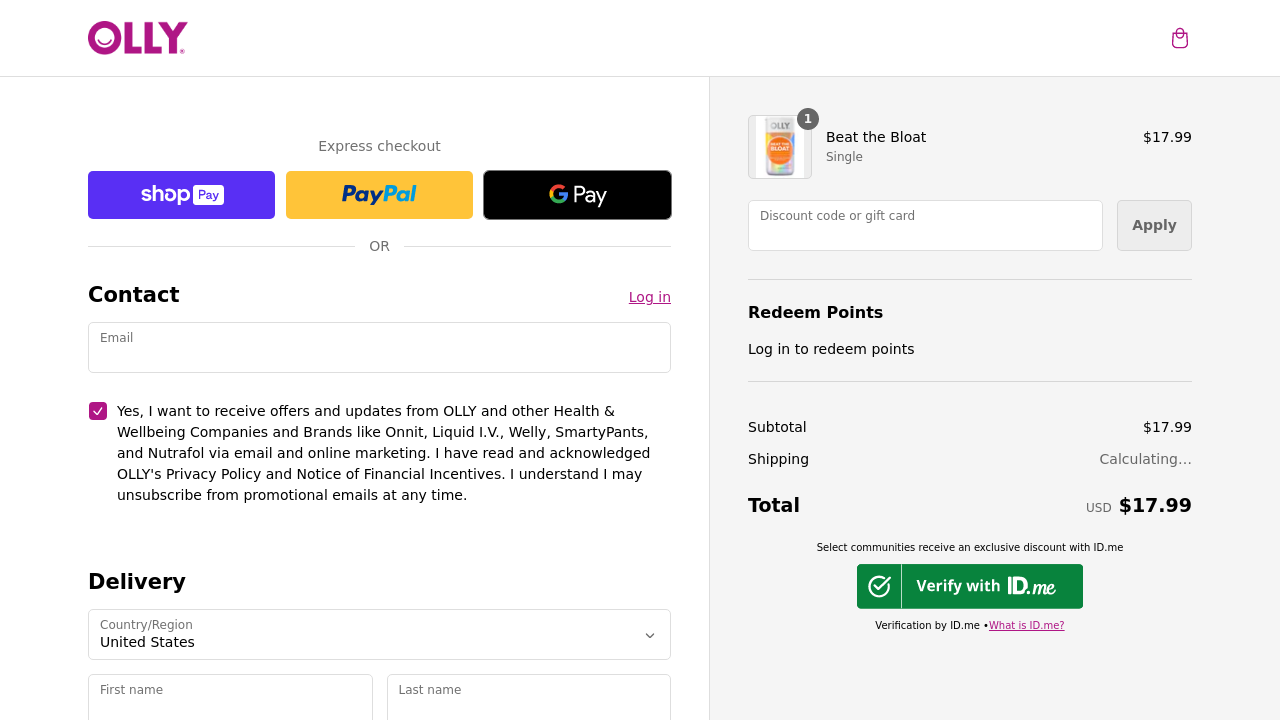 OLLY
Express checkout
shop Pay
PayPal
G Pay
OR
Contact
Log in
Email
Yes, I want to receive offers and updates from OLLY and other Health &
Wellbeing Companies and Brands like Onnit, Liquid I.V., Welly, SmartyPants,
and Nutrafol via email and online marketing. I have read and acknowledged
OLLY's Privacy Policy and Notice of Financial Incentives. I understand I may
unsubscribe from promotional emails at any time.
Delivery
Country/Region
United States
First name
Last name
OLLY
BEAT THE
BLOAT
1
Beat the Bloat
$17.99
Single
Discount code or gift card
Apply
Redeem Points
Log in to redeem points
Subtotal
$17.99
Shipping
Calculating...
Total
USD $17.99
Select communities receive an exclusive discount with ID.me
Verify with ID.me
Verification by ID.me •What is ID.me?